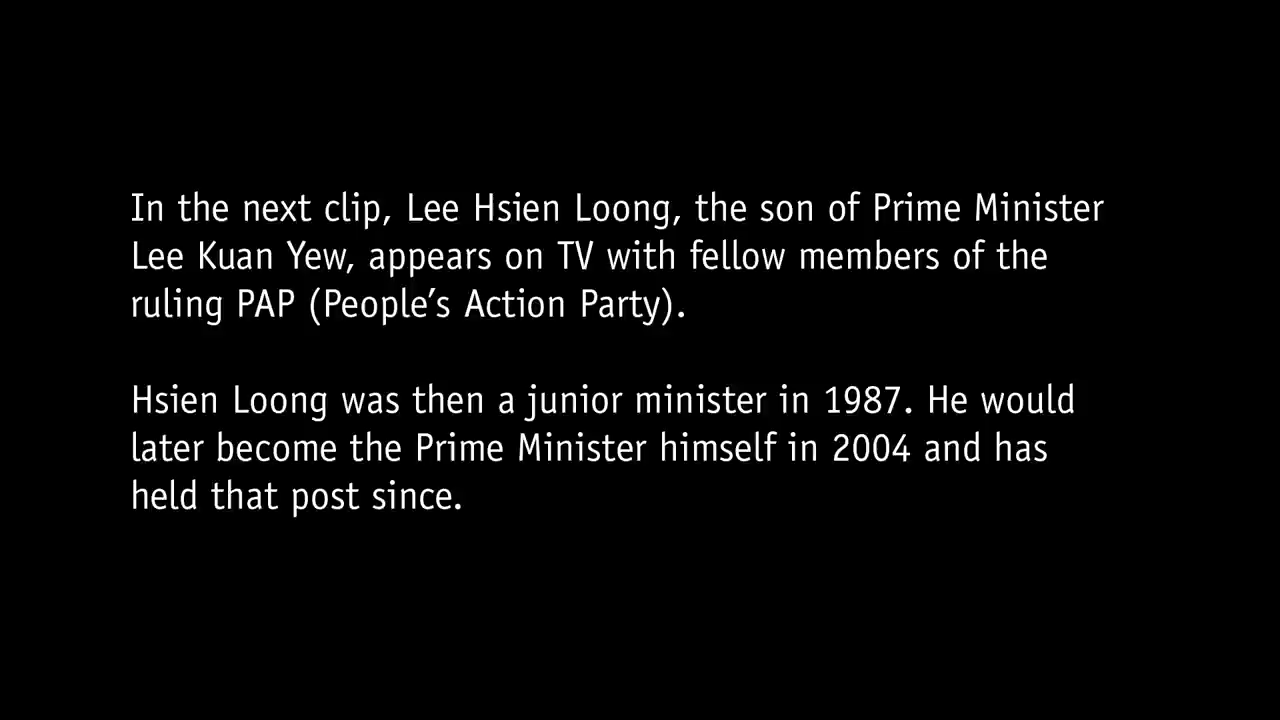 In the next clip, Lee Hsien Loong, the son of Prime Minister
Lee Kuan Yew, appears on TV with fellow members of the
ruling PAP (People’s Action Party).
Hsien Loong was then a junior minister in 1987. He would
later become the Prime Minister himself in 2004 and has
held that post since.